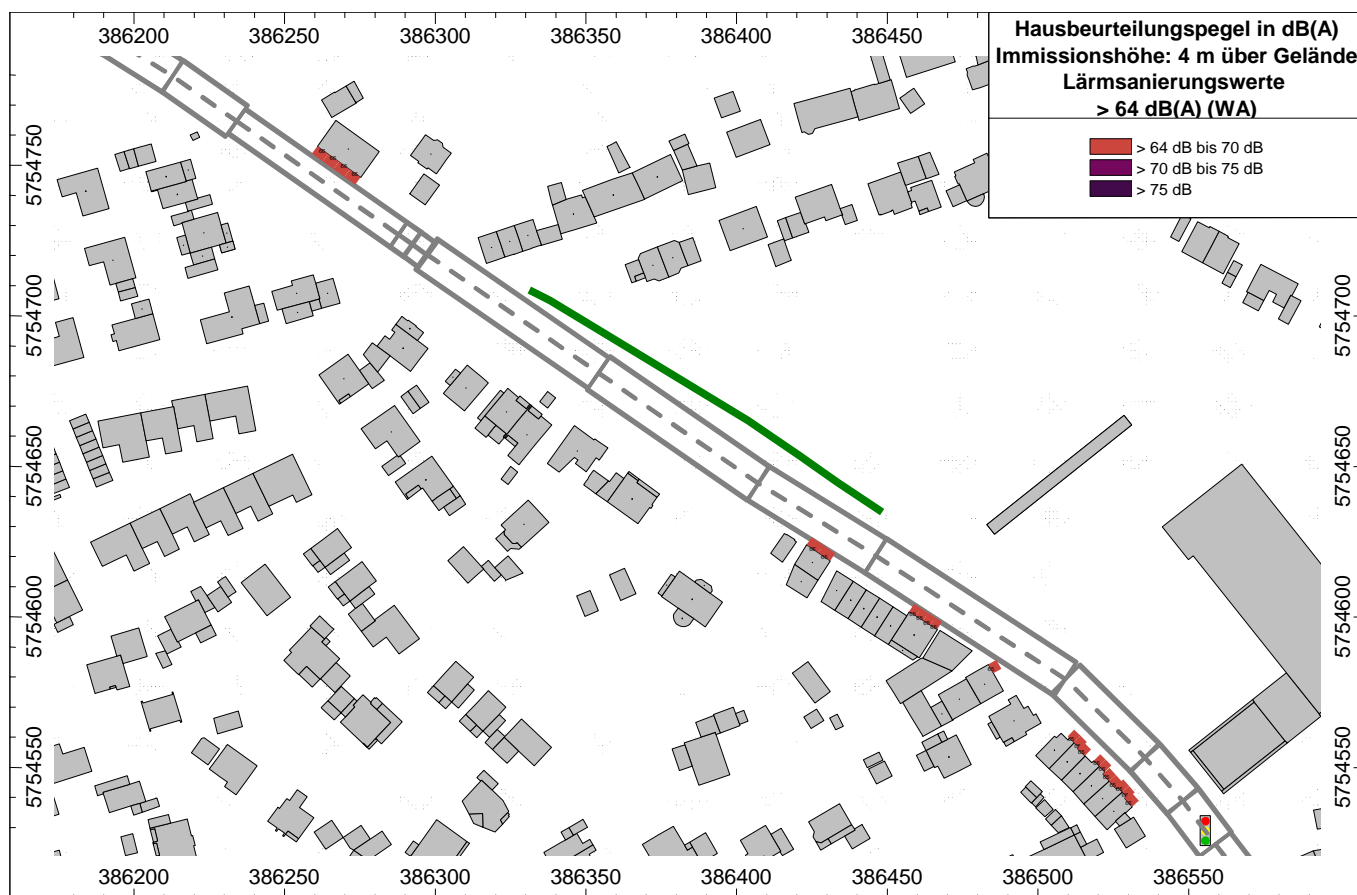 386200 386250 386300 386350 386400 386450
Hausbeurteilungspegel in dB(A)
Immissionshöhe: 4 m über Gelände
Lärmsanierungswerte
> 64 dB(A) (WA)
> 64 dB bis 70 dB
> 70 dB bis 75 dB
> 75 dB
5754750
5754700 5754700
5754650 5754650
5754600 5754600
5754550 5754550
386200 386250 386300 386350 386400 386450 386500 386550